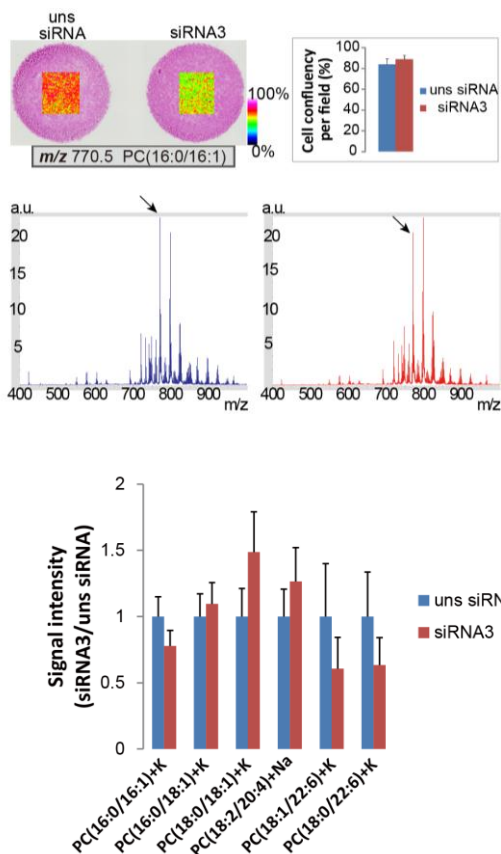 uns
siRNA
siRNA3
100%
0%
m/z 770.5 PC(16:0/16:1)
Cell confluency
per field (%)
100
80
60
40
20
0
uns siRNA
siRNA3
a.u.
20
15
10
5
400 500 600 700 800 900
m/z
a.u.
20
15
10
5
400 500 600 700 800 900
m/z
Signal intensity
(siRNA3/uns siRNA)
2
1.5
1
0.5
0
uns siRN
siRNA3
PC(16:0/16:1)+K
PC(16:0/18:1)+K
PC(18:0/18:1)+K
PC(18:2/20:4)+Na
PC(18:1/22:6)+K
PC(18:0/22:6)+K